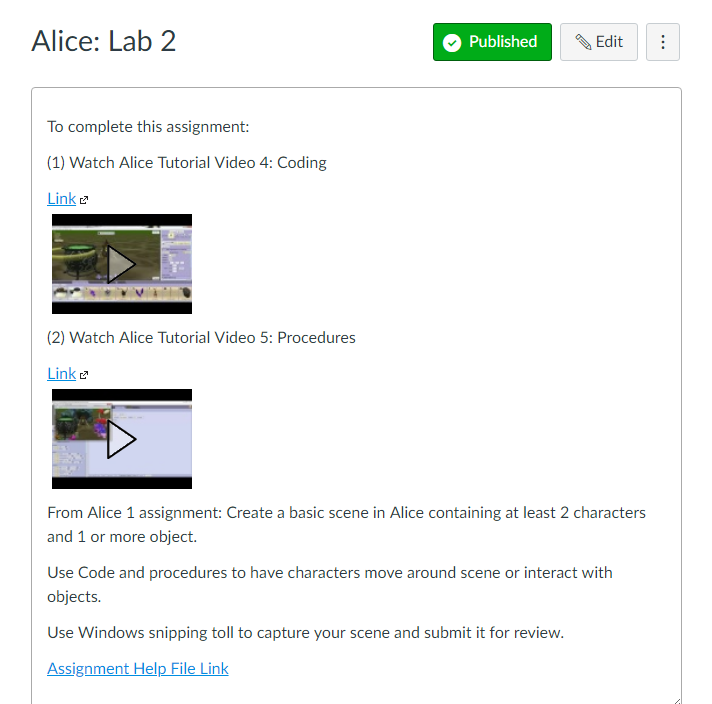 Alice: Lab 2
Published
Edit
To complete this assignment:
(1) Watch Alice Tutorial Video 4: Coding
Link
(2) Watch Alice Tutorial Video 5: Procedures
Link
From Alice 1 assignment: Create a basic scene in Alice containing at least 2 characters
and 1 or more object.
Use Code and procedures to have characters move around scene or interact with
objects.
Use Windows snipping toll to capture your scene and submit it for review.
Assignment Help File Link